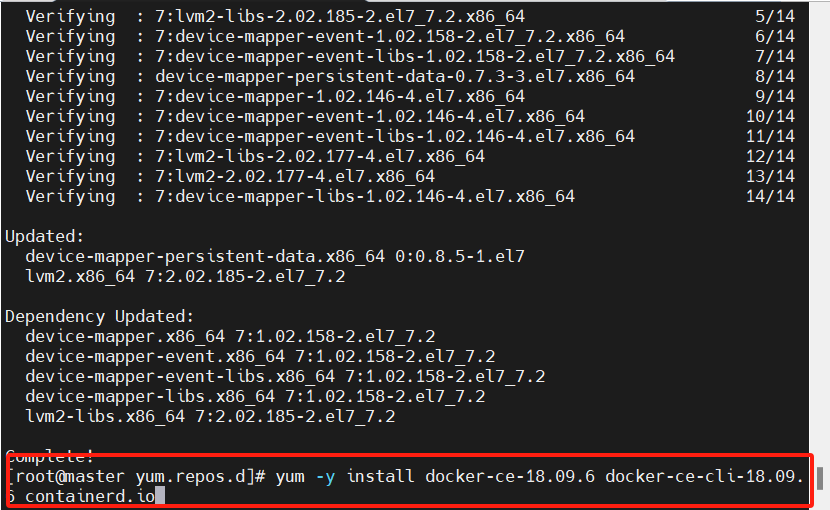 Verifying : 7:lvm2-libs-2.02.185-2.el7_7.2.x86_64 5/14
Verifying : 7:device-mapper-event-1.02.158-2.el7_7.2.x86_64 6/14
Verifying : 7:device-mapper-event-libs-1.02.158-2.el7_7.2.x86_64 7/14
Verifying : device-mapper-persistent-data-0.7.3-3.el7.x86_64 8/14
Verifying : 7:device-mapper-1.02.146-4.el7.x86_64 9/14
Verifying : 7:device-mapper-event-1.02.146-4.el7.x86_64 10/14
Verifying : 7:device-mapper-event-libs-1.02.146-4.el7.x86_64 11/14
Verifying : 7:lvm2-libs-2.02.177-4.el7.x86_64 12/14
Verifying : 7:lvm2-2.02.177-4.el7.x86_64 13/14
Verifying : 7:device-mapper-libs-1.02.146-4.el7.x86_64 14/14
Updated:
device-mapper-persistent-data.x86_64 0:0.8.5-1.el7
lvm2.x86_64 7:2.02.185-2.el7_7.2
Dependency Updated:
device-mapper.x86_64 7:1.02.158-2.el7_7.2
device-mapper-event.x86_64 7:1.02.158-2.el7_7.2
device-mapper-event-libs.x86_64 7:1.02.158-2.el7_7.2
device-mapper-libs.x86_64 7:1.02.158-2.el7_7.2
lvm2-libs.x86_64 7:2.02.185-2.el7_7.2
Complete!
[root@master yum.repos.d]# yum -y install docker-ce-18.09.6 docker-ce-cli-18.09.
6 containerd.io